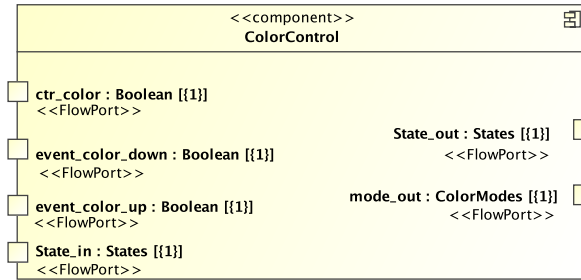 <<component>>
ColorControl
ctr_color : Boolean [{1}]
<<FlowPort>>
State_out : States [{1}]
<<FlowPort>>
event_color_down : Boolean [{1}]
<<FlowPort>>
mode_out : ColorModes [{1}]
<<FlowPort>>
event_color_up : Boolean [{1}]
<<FlowPort>>
State_in : States [{1}]
<<FlowPort>>